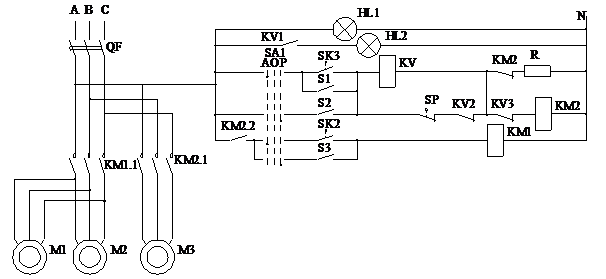 A B C
N
HL1
KV1
HL2
QF
SA1
AOP
SK3
KV
KM2
R
S1
S2
SP
KV2
KV3
KM2
KM2.2
SK2
KM1
S3
KM1.1
KM2.1
M1
M2
M3